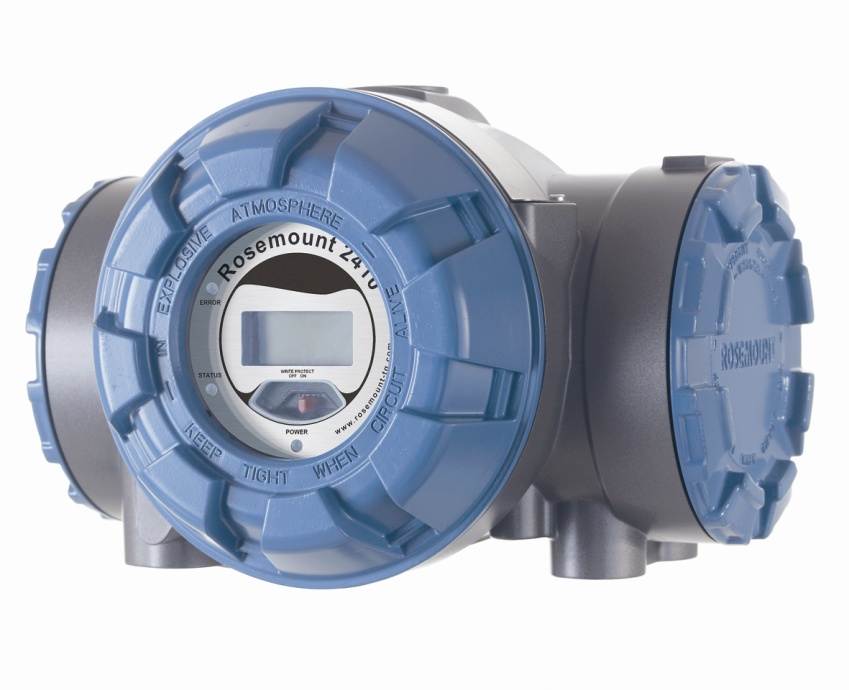 IN EXPLOSIVE ATMOSPHERE –
KEEP TIGHT WHEN CIRCUIT ALIVE
Rosemount 2410
ERROR
STATUS
WRITE PROTECT
OFF ON
POWER
www.rosemount-tg.com
ROSEMOUNT